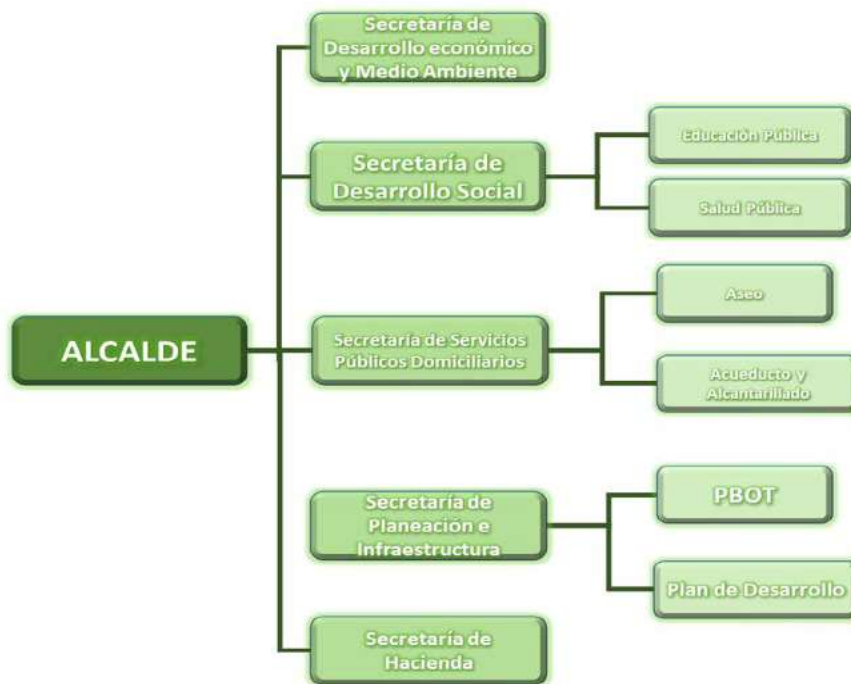 Secretaría de
Desarrollo económico
y Medio Ambiente
Secretaría de
Desarrollo Social
Educación Pública
Salud Pública
ALCALDE
Secretaría de Servicios
Públicos Domiciliarios
Aseo
Acueducto y
Alcantarillado
Secretaría de
Planeación e
Infraestructura
PBOT
Plan de Desarrollo
Secretaría de
Hacienda